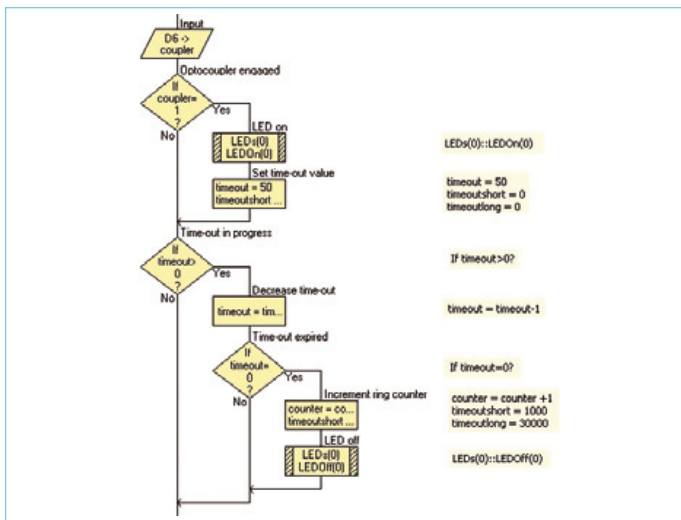 Input
D6 ->
coupler
Optocoupler engaged
If
coupler=
1
?
Yes
No
LED on
LEDs(0)
LEDOn(0)
LEDs(0)::LEDOn(0)
Set time-out value
timeout = 50
timeoutshort ...
timeout = 50
timeoutshort = 0
timeoutlong = 0
Time-out in progress
If
timeout>
0
?
Yes
No
If timeout>0?
Decrease time-out
timeout = tim...
timeout = timeout-1
Time-out expired
If
timeout=
0
?
Yes
No
If timeout=0?
Increment ring counter
counter = co...
timeoutshort ...
counter = counter +1
timeoutshort = 1000
timeoutlong = 30000
LED off
LEDs(0)
LEDOff(0)
LEDs(0)::LEDOff(0)